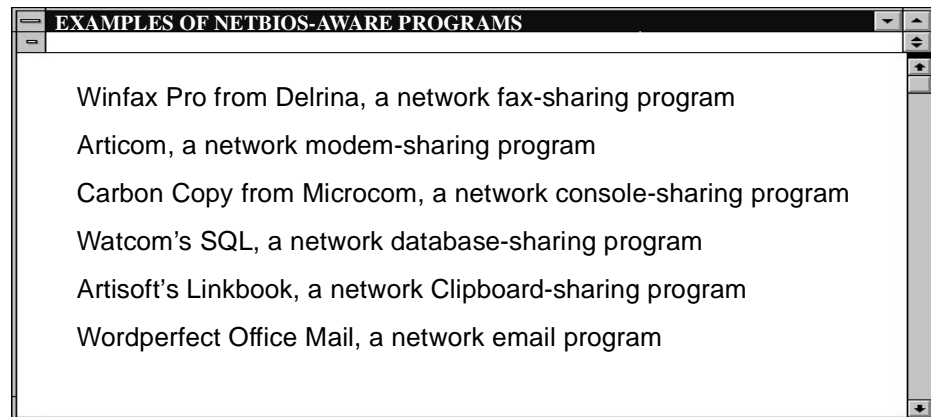 EXAMPLES OF NETBIOS-AWARE PROGRAMS
Winfax Pro from Delrina, a network fax-sharing program
Articom, a network modem-sharing program
Carbon Copy from Microcom, a network console-sharing program
Watcom's SQL, a network database-sharing program
Artisoft's Linkbook, a network Clipboard-sharing program
Wordperfect Office Mail, a network email program